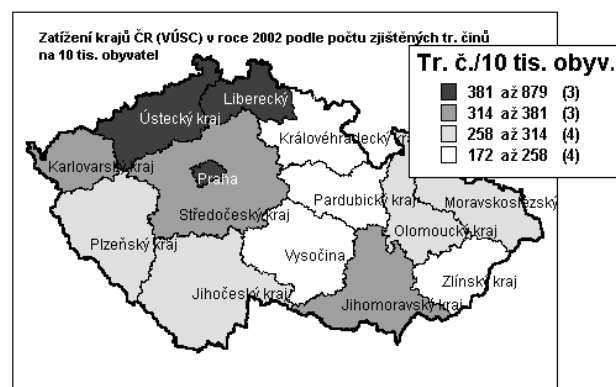 Zatížení krajů ČR (VÚSC) v roce 2002 podle počtu zjištěných tr. činů
na 10 tis. obyvatel
Tr. č./10 tis. obyv.
381 až 879 (3)
314 až 381 (3)
258 až 314 (4)
172 až 258 (4)
Liberecký
Ústecký kraj
Královéhradecký kraj
Karlovarský kraj
Praha
Středočeský kraj
Pardubický kraj
Moravskoslezský
Olomoucký kraj
Plzeňský kraj
Vysočina
Zlínský kraj
Jihočeský kraj
Jihomoravský kraj